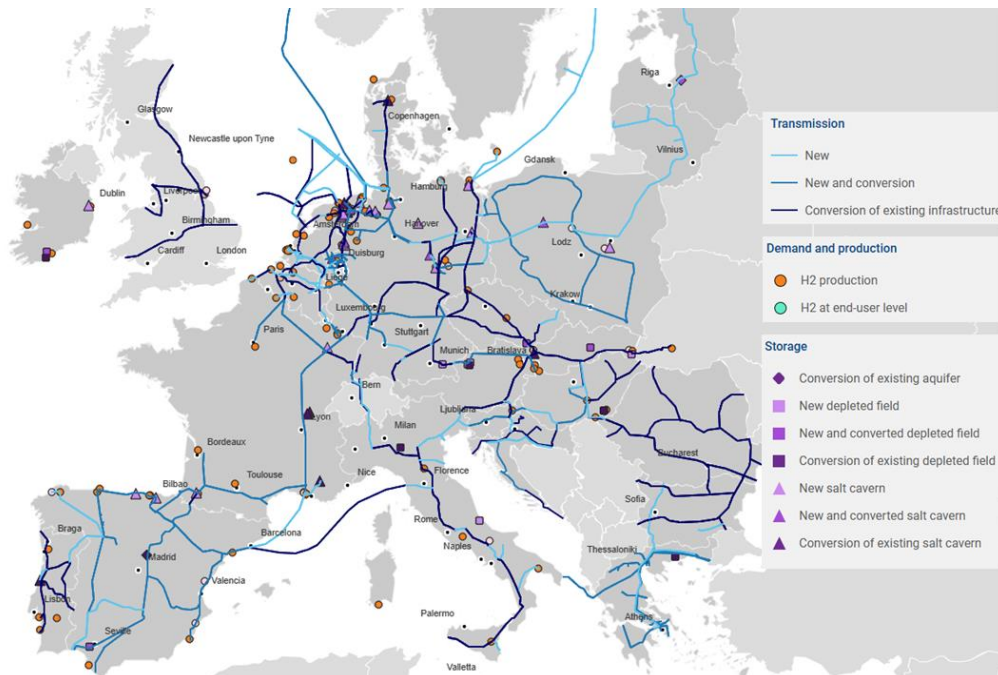 Riga
Glasgow
Copenhagen
Newcastle upon Tyne
Vilnius
Gdansk
Dublin
Liverpool
Hamburg
Birmingham
Amsterdam
Hanover
Lodz
Cardiff
London
Duisburg
Liege
Krakow
Luxembourg
Paris
Stuttgart
Munich
Bratislava
Bern
Ljubljana
Lyon
Milan
Bordeaux
Bucharest
Toulouse
Nice
Florence
Bilbao
Sofia
Braga
Barcelona
Rome
Madrid
Naples
Thessaloniki
Valencia
Lisbon
Palermo
Athens
Seville
Valletta
Transmission
New
New and conversion
Conversion of existing infrastructure
Demand and production
H2 production
H2 at end-user level
Storage
Conversion of existing aquifer
New depleted field
New and converted depleted field
Conversion of existing depleted field
New salt cavern
New and converted salt cavern
Conversion of existing salt cavern